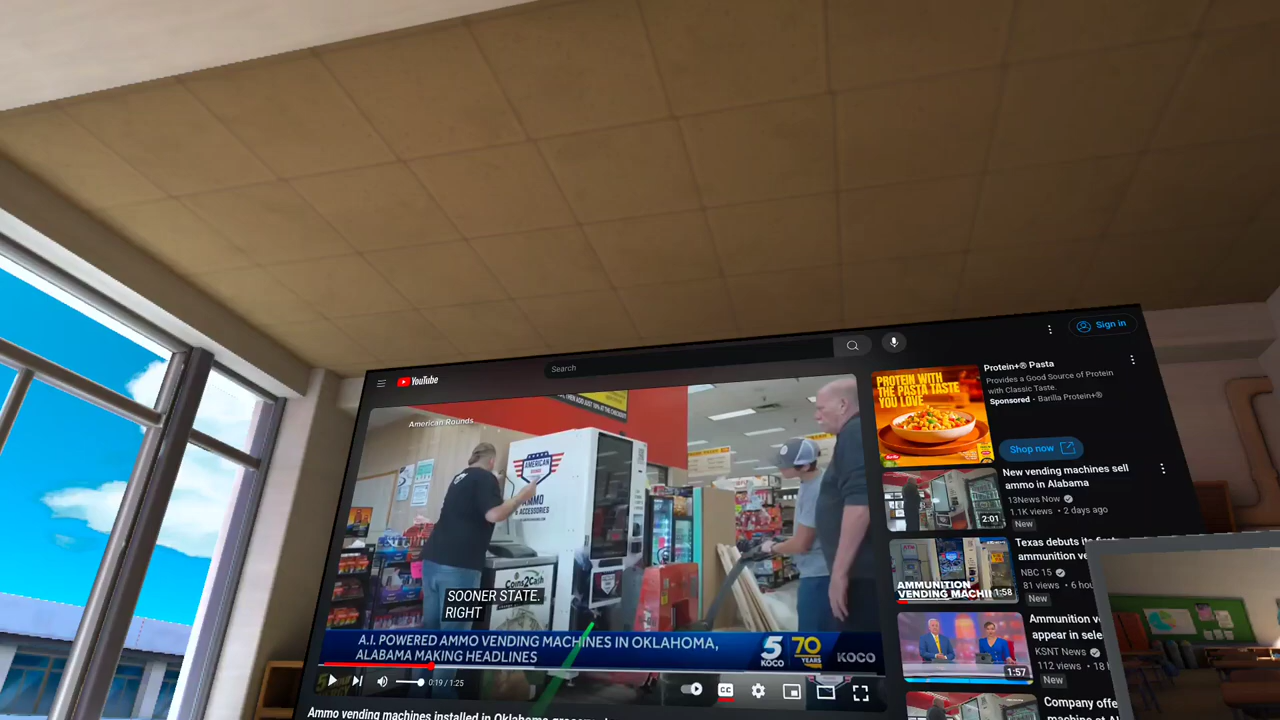 YouTube
Search
Sign in
American Rounds
AMERICAN
AMMO
& ACCESSORIES
Coins2Cash
SOONER STATE.
RIGHT
A.I. POWERED AMMO VENDING MACHINES IN OKLAHOMA,
ALABAMA MAKING HEADLINES
5
KOCO
70
YEARS
KOCO
0:19 / 1:25
CC
PROTEIN WITH
THE PASTA TASTE
YOU LOVE
Protein+® Pasta
Provides a Good Source of Protein
with Classic Taste.
Sponsored · Barilla Protein+®
Shop now
New vending machines sell
ammo in Alabama
13News Now
1.1K views · 2 days ago
New
2:01
Texas debuts its first
ammunition ve
NBC 15
81 views · 6 hou
New
AMMUNITION
VENDING MACHI
1:58
Ammunition v
appear in sele
KSNT News
112 views · 18 h
New
1:57
Company offe
Ammo vending machines installed in Oklahoma